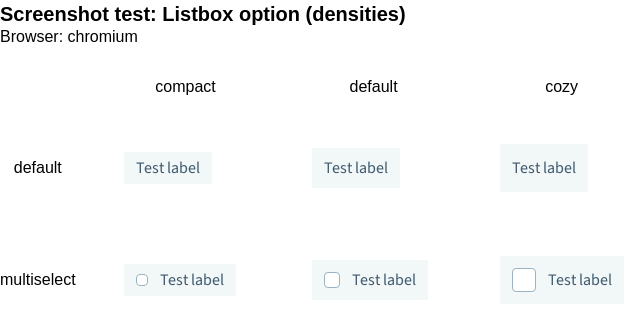 Screenshot test: Listbox option (densities)
Browser: chromium
compact default cozy
default Test label Test label Test label
multiselect Test label Test label Test label